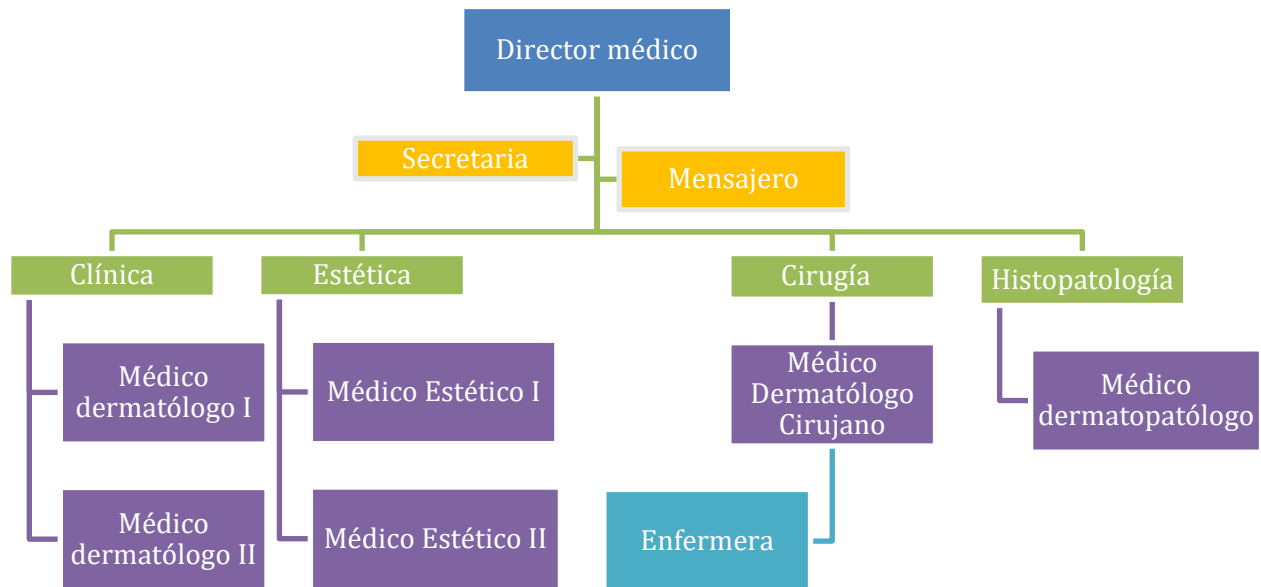 Director médico
Secretaria
Mensajero
Clínica
Estética
Cirugía
Histopatología
Médico
dermatólogo I
Médico Estético I
Médico
Dermatólogo
Cirujano
Médico
dermatopatólogo
Médico
dermatólogo II
Médico Estético II
Enfermera